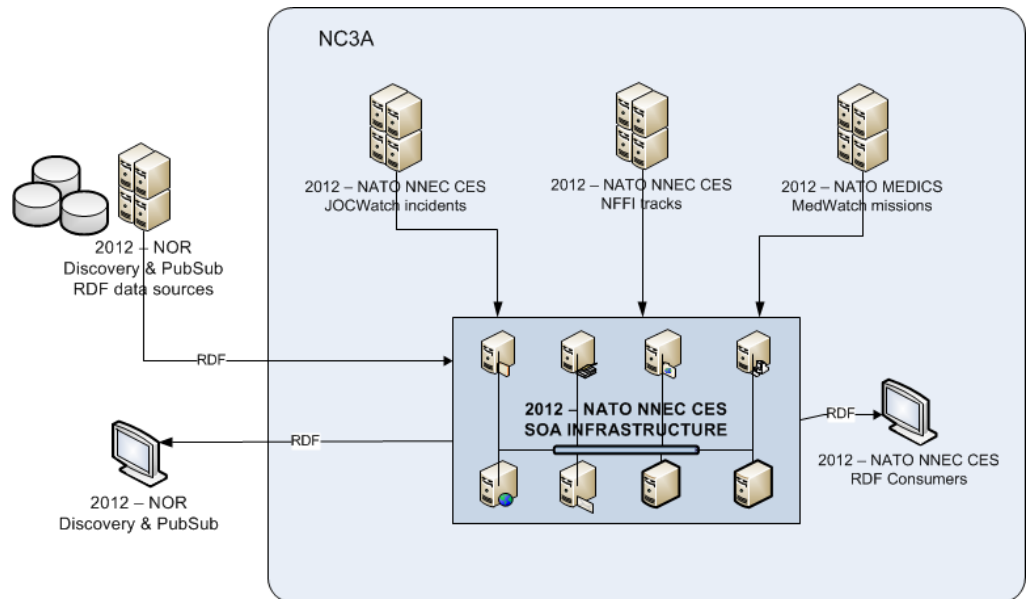 NC3A
2012 – NATO NNEC CES
JOCWatch incidents
2012 – NATO NNEC CES
NFFI tracks
2012 – NATO MEDICS
MedWatch missions
2012 – NOR
Discovery & PubSub
RDF data sources
RDF
2012 – NATO NNEC CES
SOA INFRASTRUCTURE
RDF
RDF
2012 – NATO NNEC CES
RDF Consumers
2012 – NOR
Discovery & PubSub